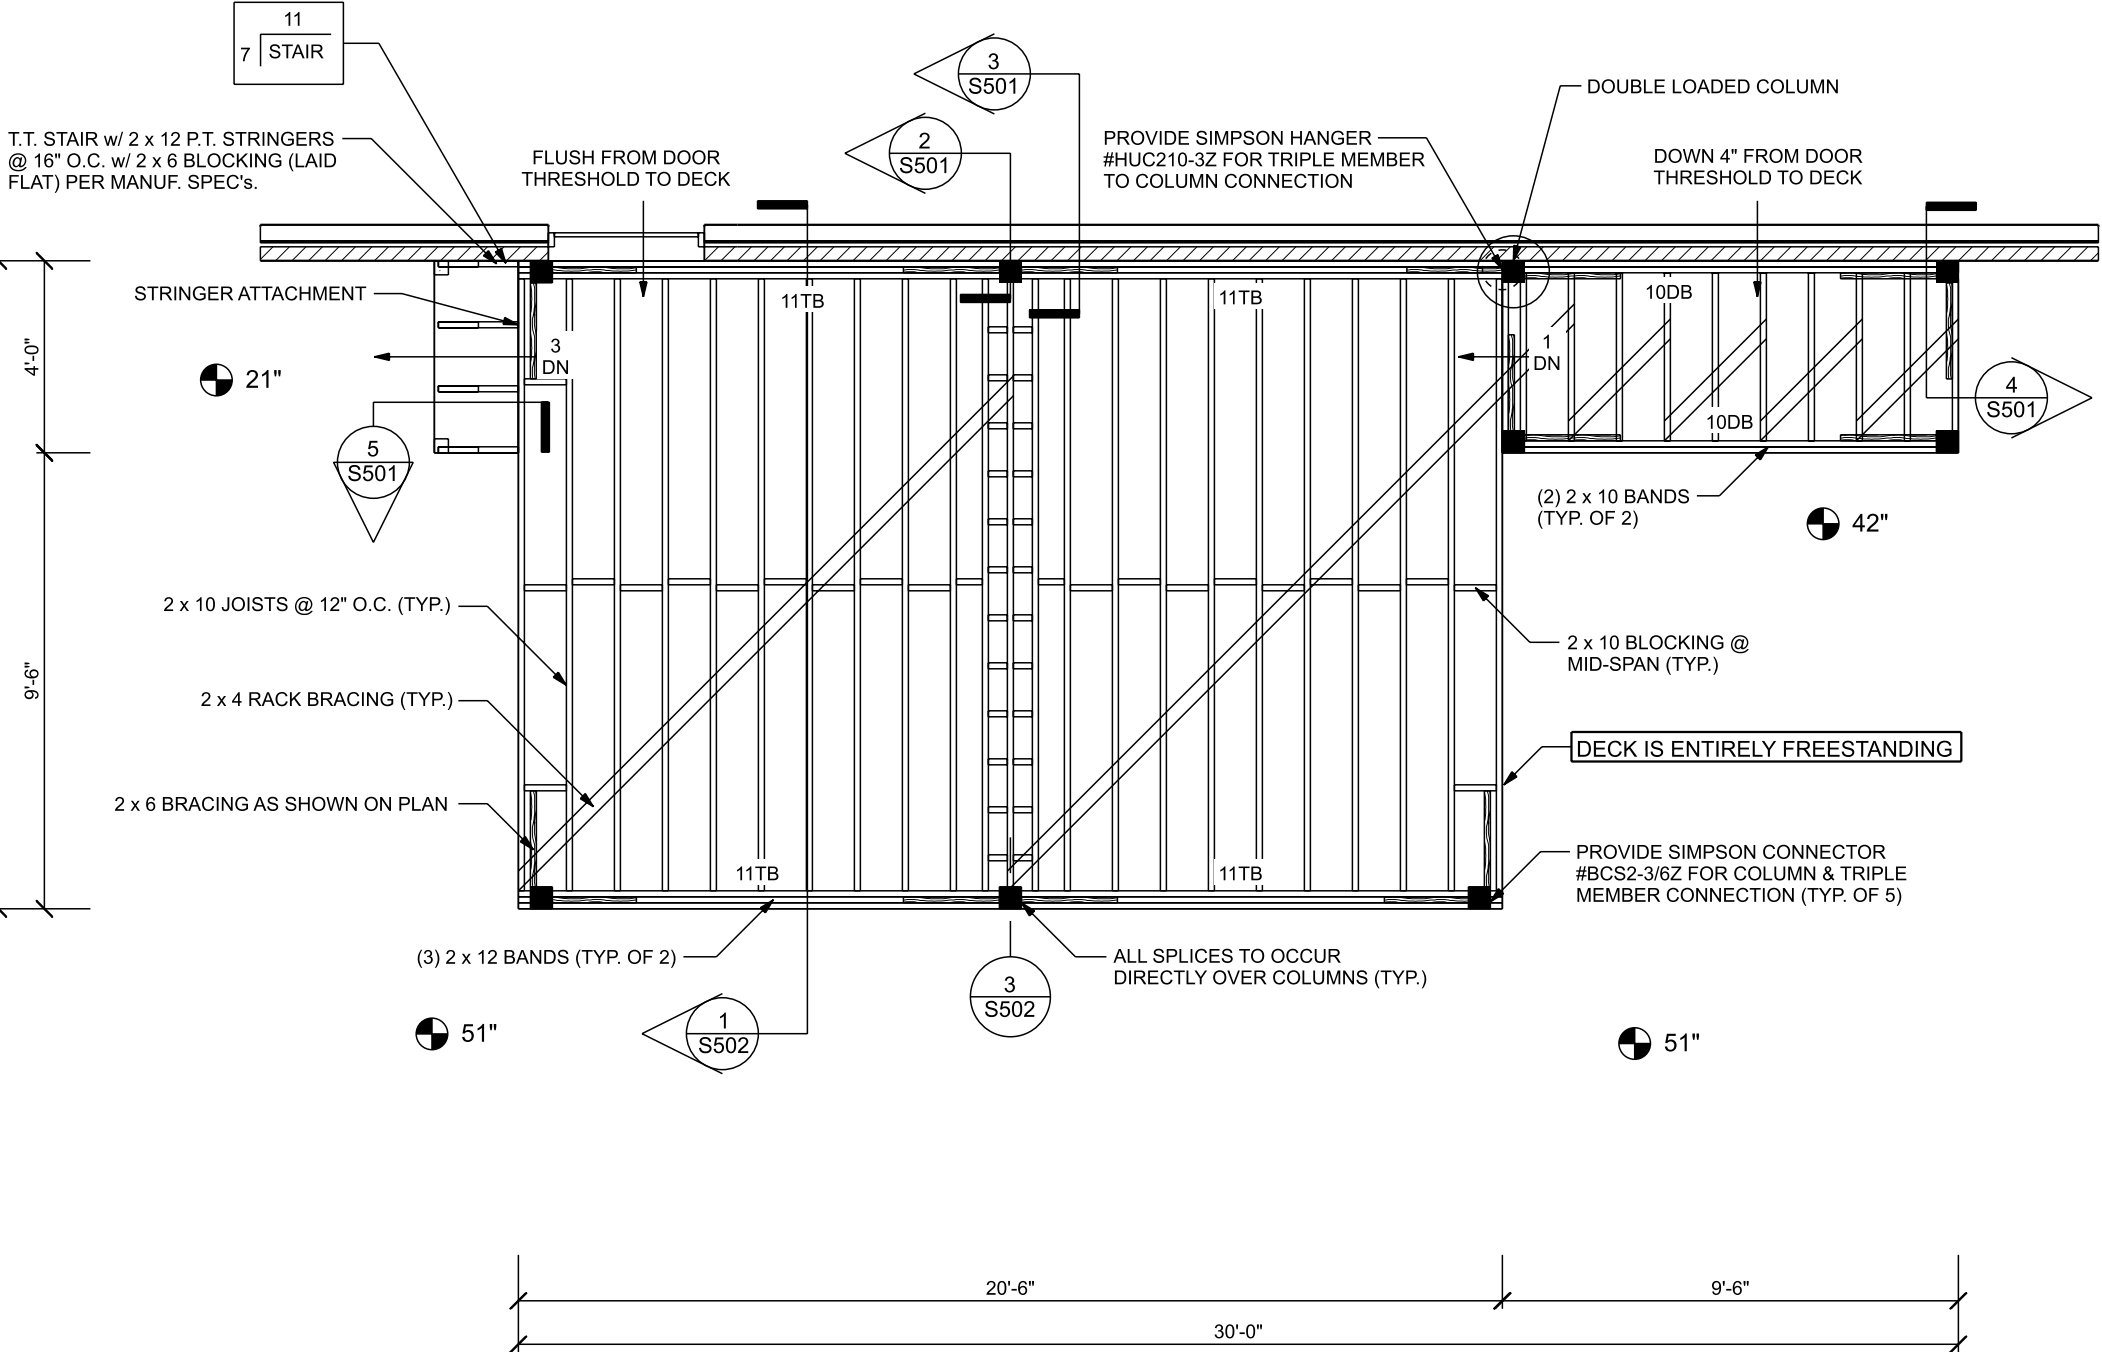 11
7 STAIR
T.T. STAIR w/ 2 x 12 P.T. STRINGERS
@ 16" O.C. w/ 2 x 6 BLOCKING (LAID
FLAT) PER MANUF. SPEC's.
FLUSH FROM DOOR
THRESHOLD TO DECK
3
S501
2
S501
PROVIDE SIMPSON HANGER
#HUC210-3Z FOR TRIPLE MEMBER
TO COLUMN CONNECTION
DOUBLE LOADED COLUMN
DOWN 4" FROM DOOR
THRESHOLD TO DECK
STRINGER ATTACHMENT
11TB
11TB
10DB
4'-0"
21"
3
DN
1
DN
4
S501
10DB
5
S501
(2) 2 x 10 BANDS
(TYP. OF 2)
42"
2 x 10 JOISTS @ 12" O.C. (TYP.)
2 x 10 BLOCKING @
MID-SPAN (TYP.)
9'-6"
2 x 4 RACK BRACING (TYP.)
DECK IS ENTIRELY FREESTANDING
2 x 6 BRACING AS SHOWN ON PLAN
11TB
11TB
PROVIDE SIMPSON CONNECTOR
#BCS2-3/6Z FOR COLUMN & TRIPLE
MEMBER CONNECTION (TYP. OF 5)
(3) 2 x 12 BANDS (TYP. OF 2)
ALL SPLICES TO OCCUR
DIRECTLY OVER COLUMNS (TYP.)
3
S502
51"
1
S502
51"
20'-6"
9'-6"
30'-0"